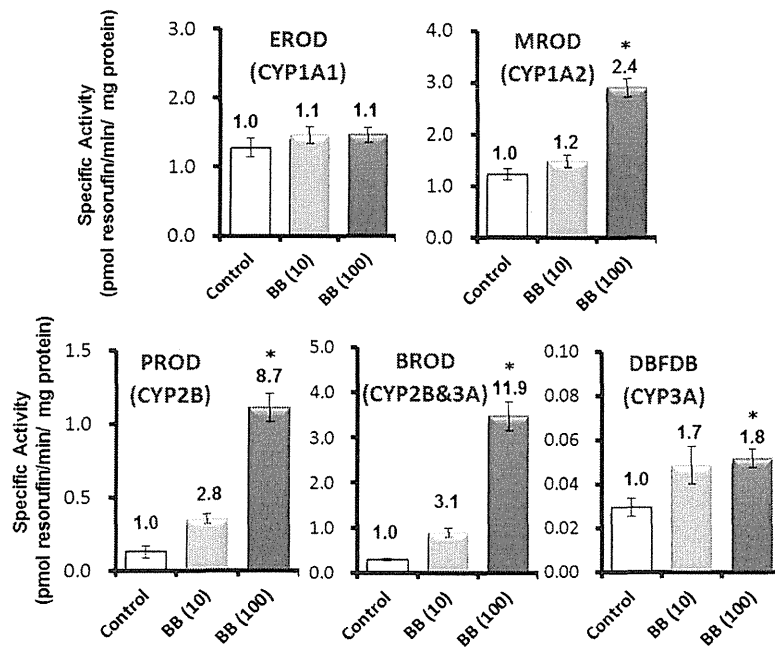 Specific Activity
(pmol resorufin/min/ mg protein)
EROD
(CYP1A1)
3.0
2.0
1.0
0.0
1.0
1.1
1.1
Control
BB (10)
BB (100)
MROD
(CYP1A2)
4.0
3.0
2.0
1.0
0.0
1.0
1.2
*
2.4
Control
BB (10)
BB (100)
Specific Activity
(pmol resorufin/min/ mg protein)
PROD
(CYP2B)
1.5
1.0
0.5
0.0
1.0
2.8
*
8.7
Control
BB (10)
BB (100)
BROD
(CYP2B&3A)
5.0
4.0
3.0
2.0
1.0
0.0
1.0
3.1
*
11.9
Control
BB (10)
BB (100)
DBFDB
(CYP3A)
0.10
0.08
0.06
0.04
0.02
0.00
1.0
1.7
*
1.8
Control
BB (10)
BB (100)